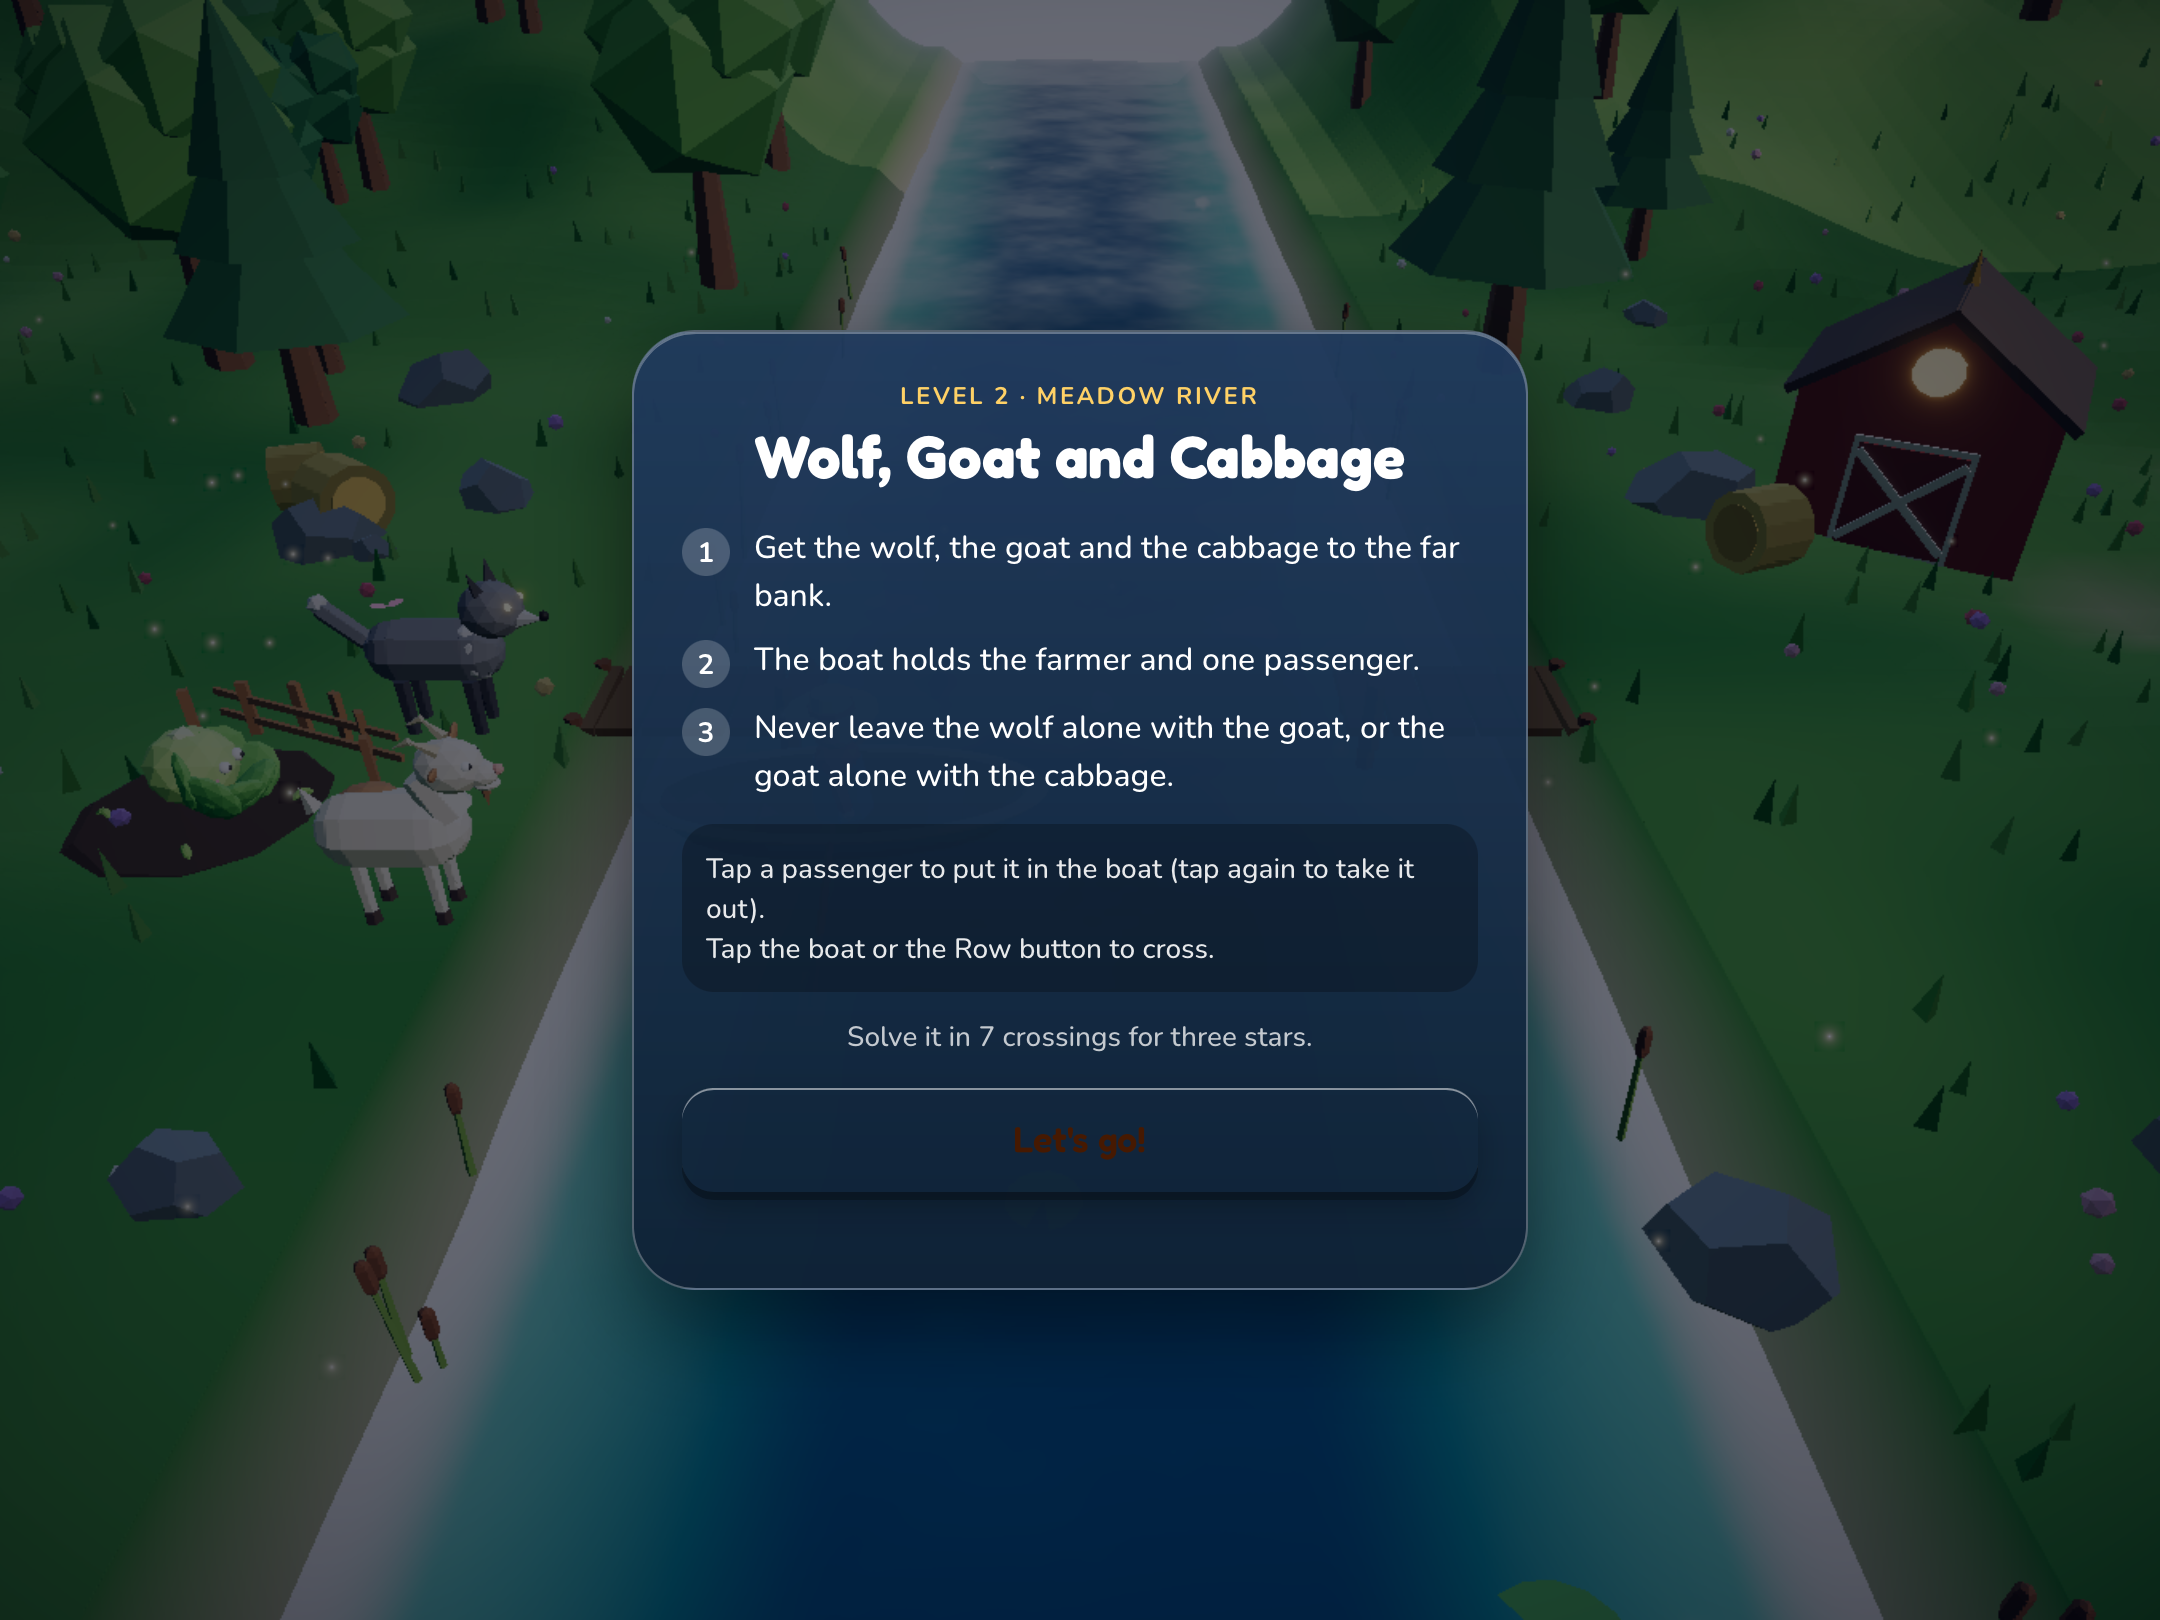 LEVEL 2 · MEADOW RIVER
Wolf, Goat and Cabbage
1 Get the wolf, the goat and the cabbage to the far
bank.
2 The boat holds the farmer and one passenger.
3 Never leave the wolf alone with the goat, or the
goat alone with the cabbage.
Tap a passenger to put it in the boat (tap again to take it
out).
Tap the boat or the Row button to cross.
Solve it in 7 crossings for three stars.
Let's go!